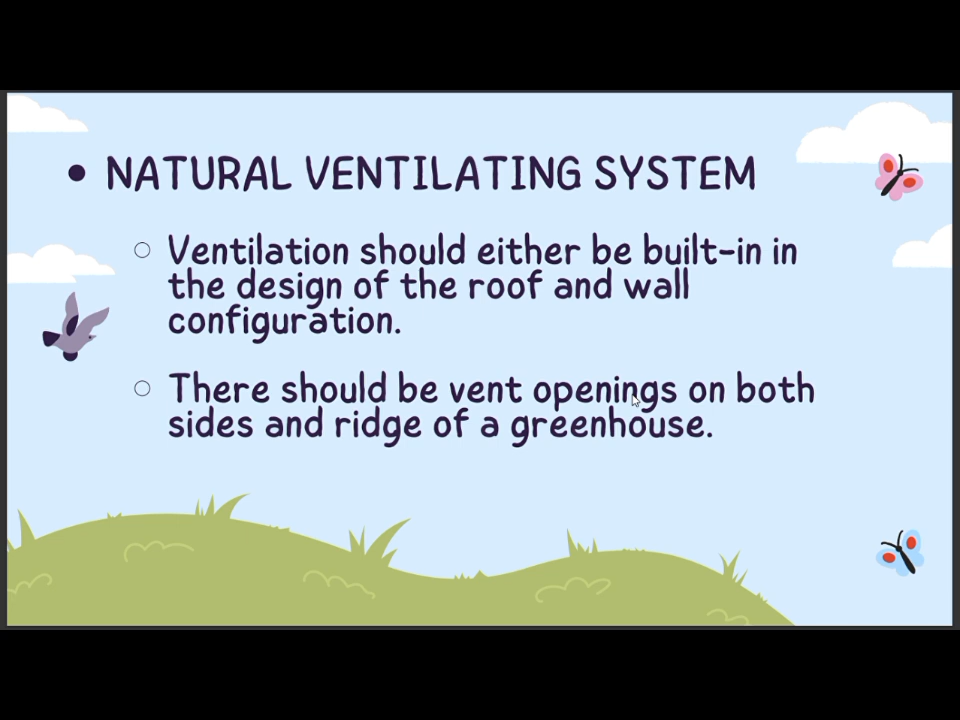 • NATURAL VENTILATING SYSTEM
○ Ventilation should either be built-in in
the design of the roof and wall
configuration.
○ There should be vent openings on both
sides and ridge of a greenhouse.